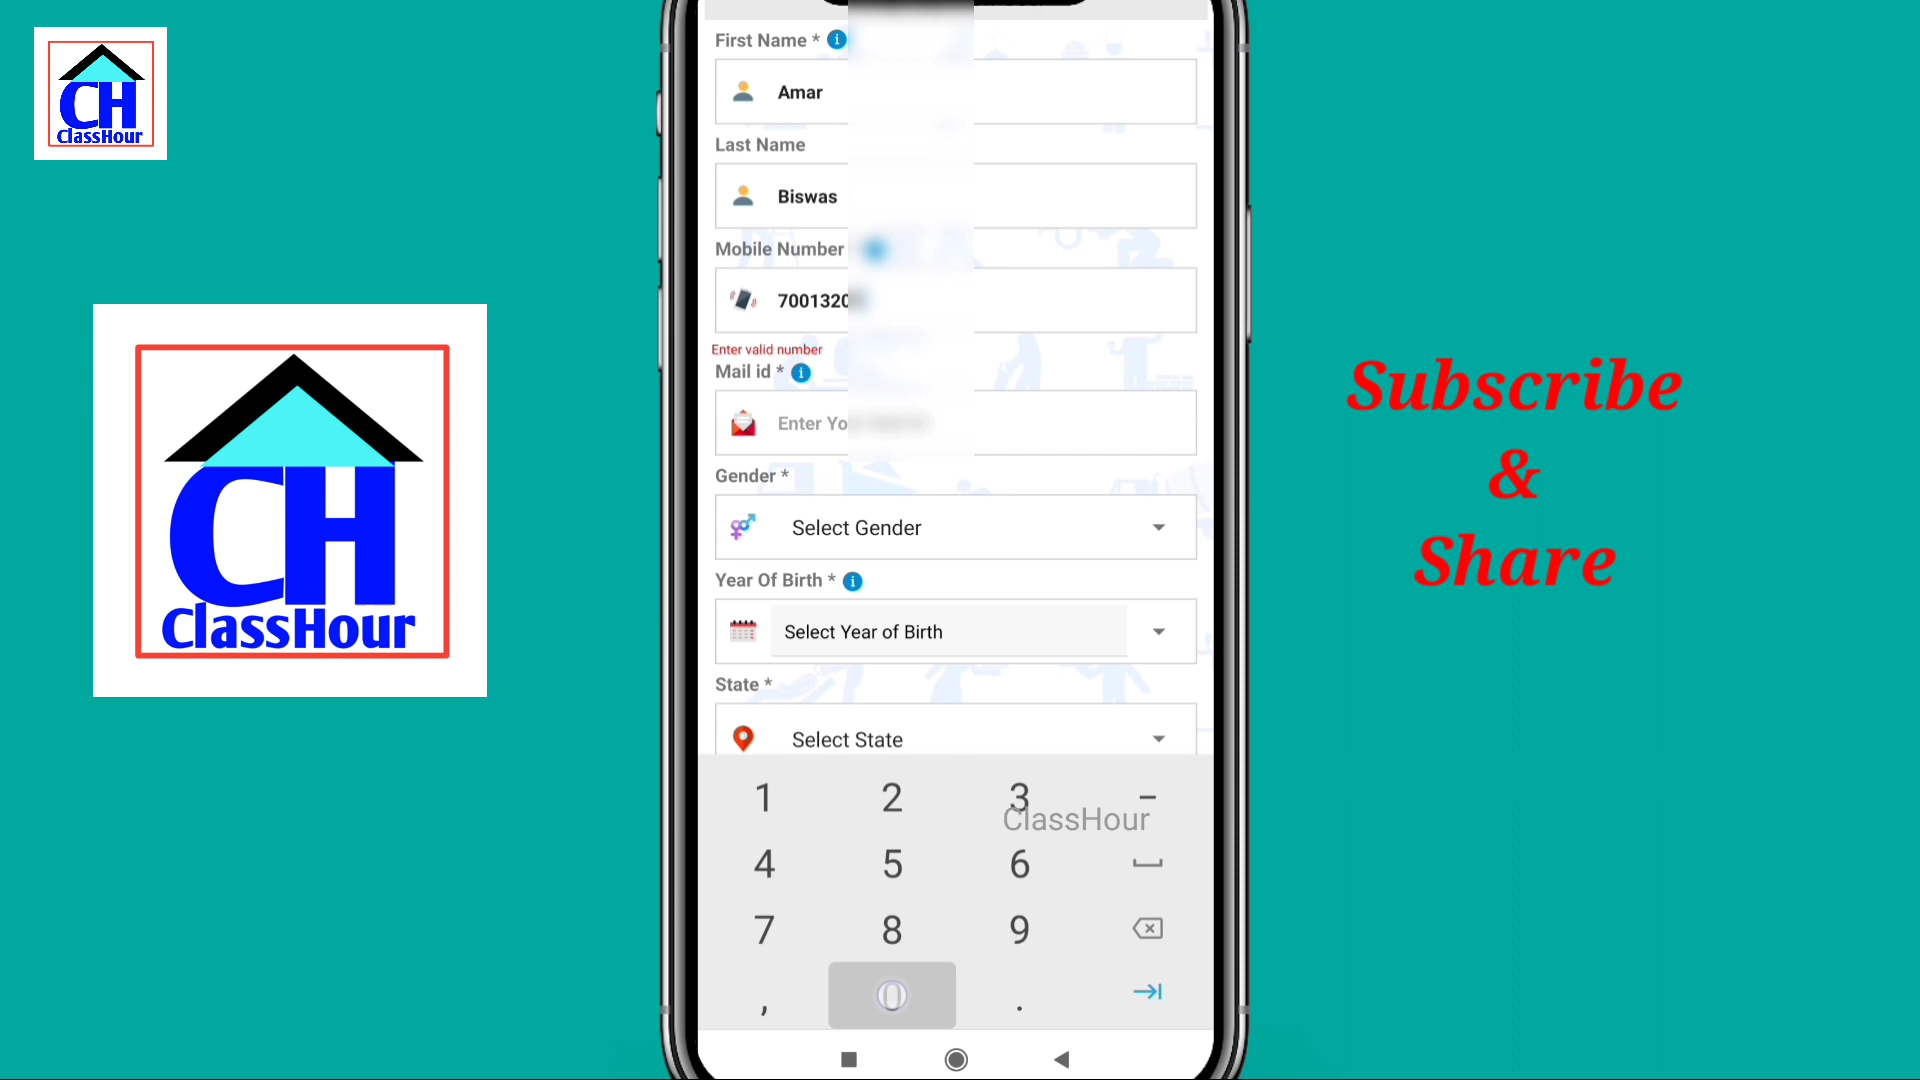 CH
ClassHour
CH
ClassHour
First Name *
Amar
Last Name
Biswas
Mobile Number
700132
Enter valid number
Mail id *
Enter
Gender *
Select Gender
Year Of Birth *
Select Year of Birth
State *
Select State
1 2 3 –
ClassHour
4 5 6
7 8 9
, 0 .
Subscribe
&
Share